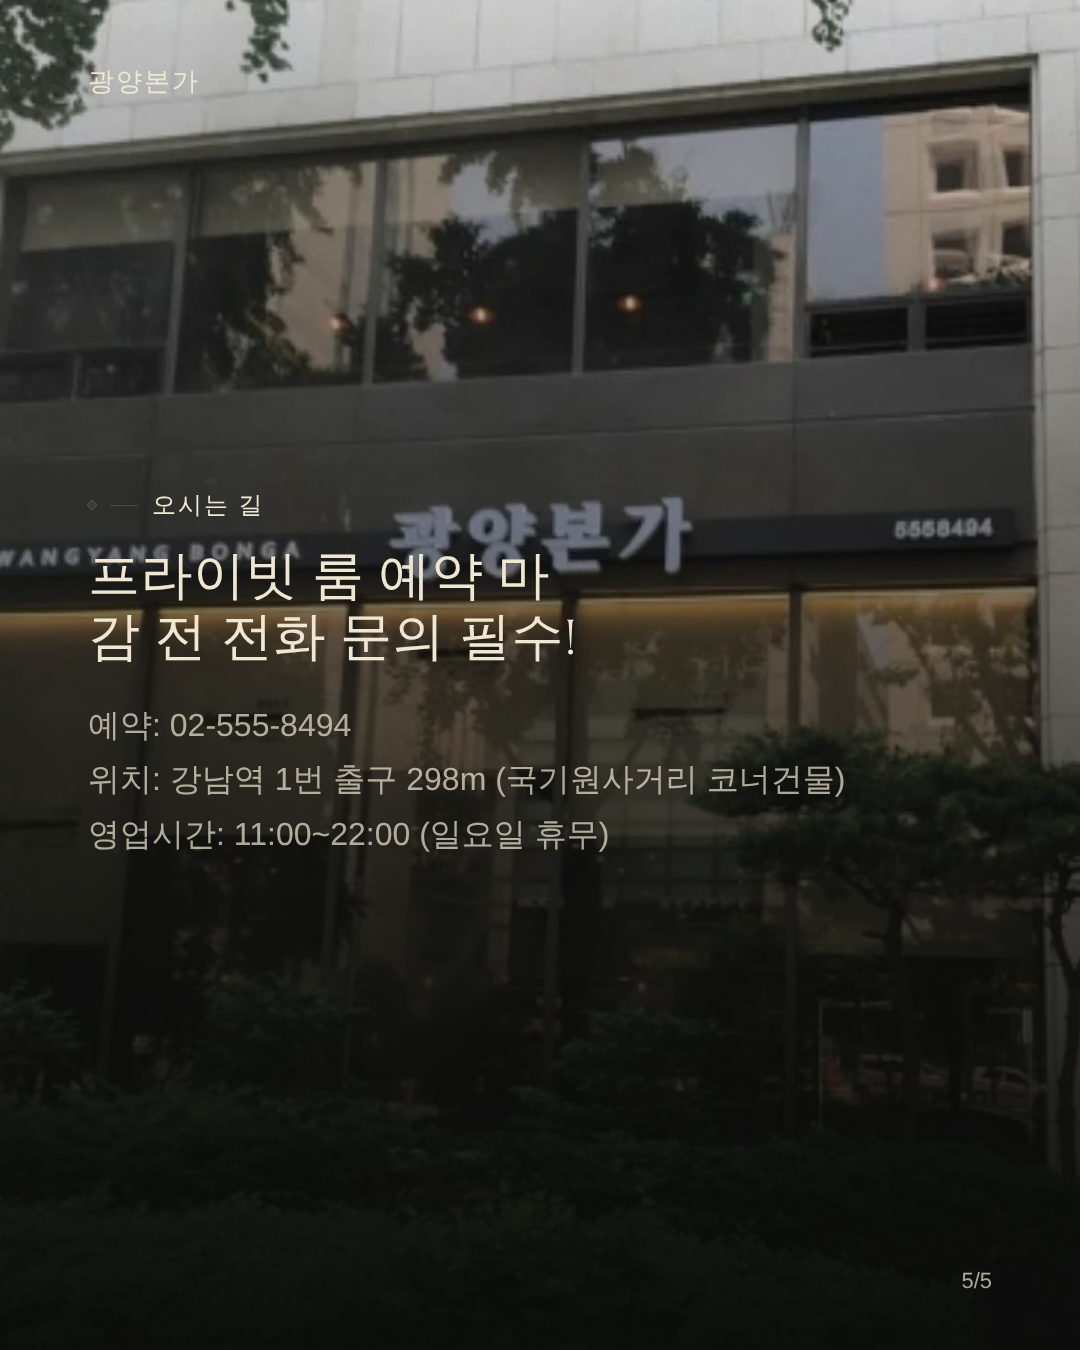 광양본가
오시는 길
WANGYANG BONGA
광양본가
5558494
프라이빗 룸 예약 마
감 전 전화 문의 필수!
예약: 02-555-8494
위치: 강남역 1번 출구 298m (국기원사거리 코너건물)
영업시간: 11:00~22:00 (일요일 휴무)
5/5